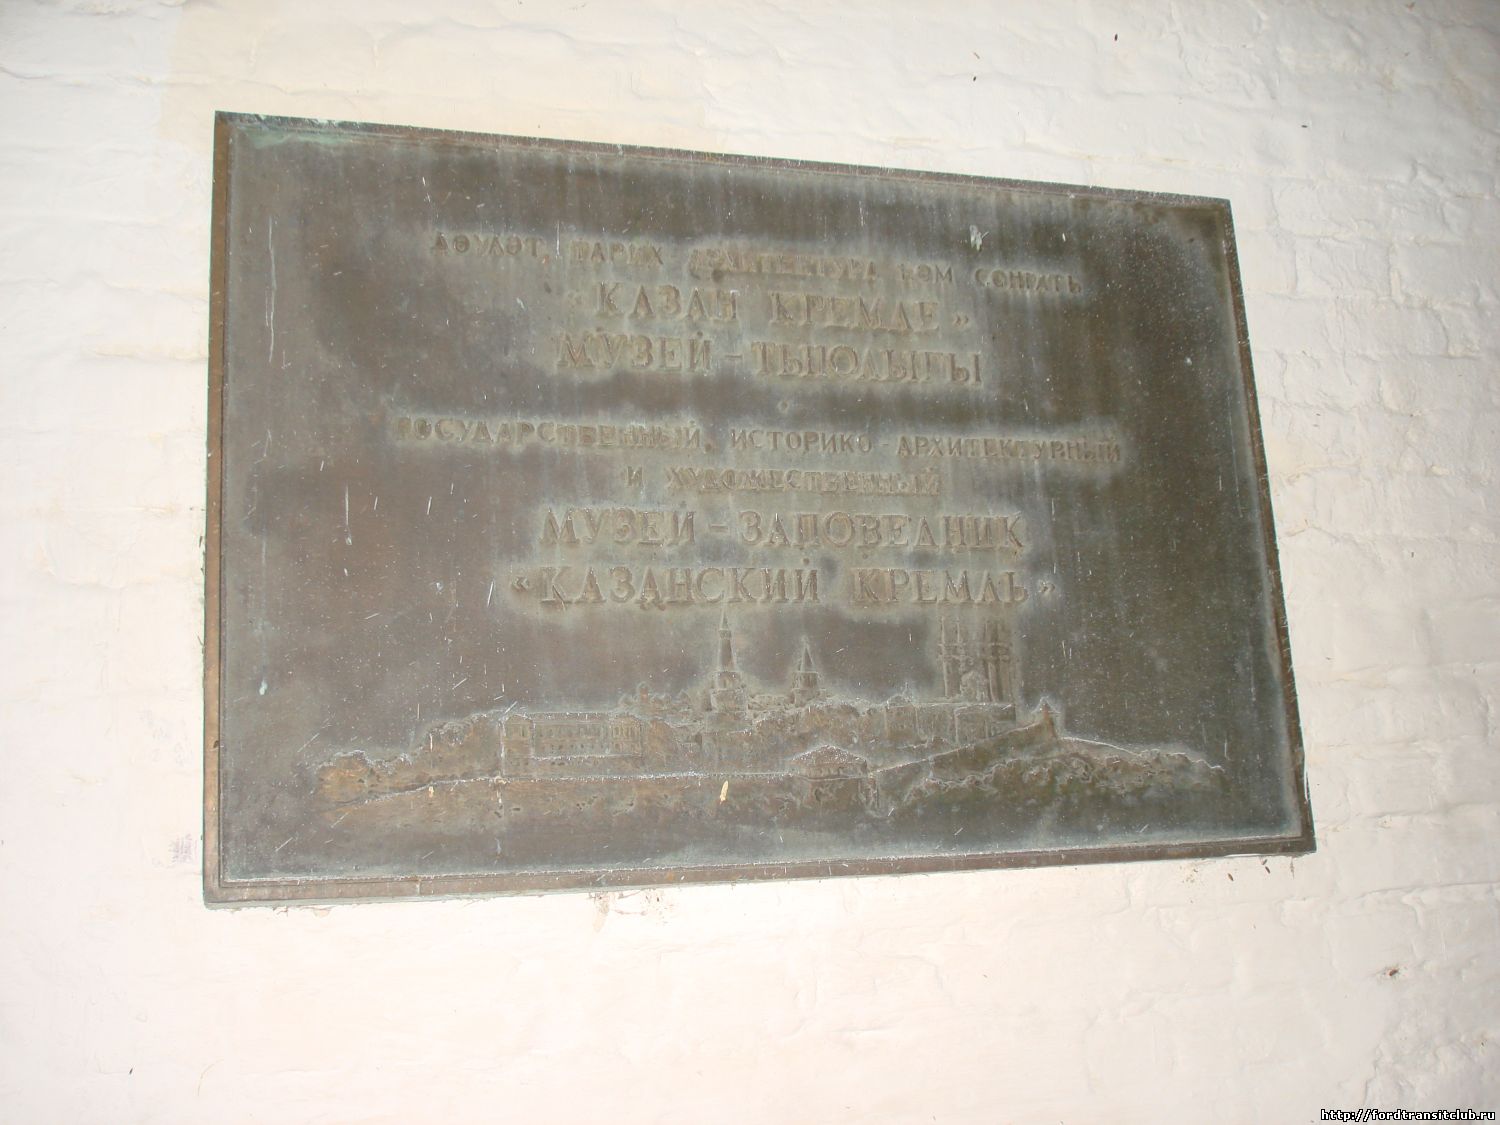 ДӘҮЛӘТ, ТАРИХ АРХИТЕКТУРА ҺӘМ СӘНГАТЬ
"КАЗАН КРЕМЛЕ"
МУЗЕЙ-ТЫЮЛЫГЫ
ГОСУДАРСТВЕННЫЙ, ИСТОРИКО-АРХИТЕКТУРНЫЙ
И ХУДОЖЕСТВЕННЫЙ
МУЗЕЙ-ЗАПОВЕДНИК
"КАЗАНСКИЙ КРЕМЛЬ"
http://fordtransitclub.ru